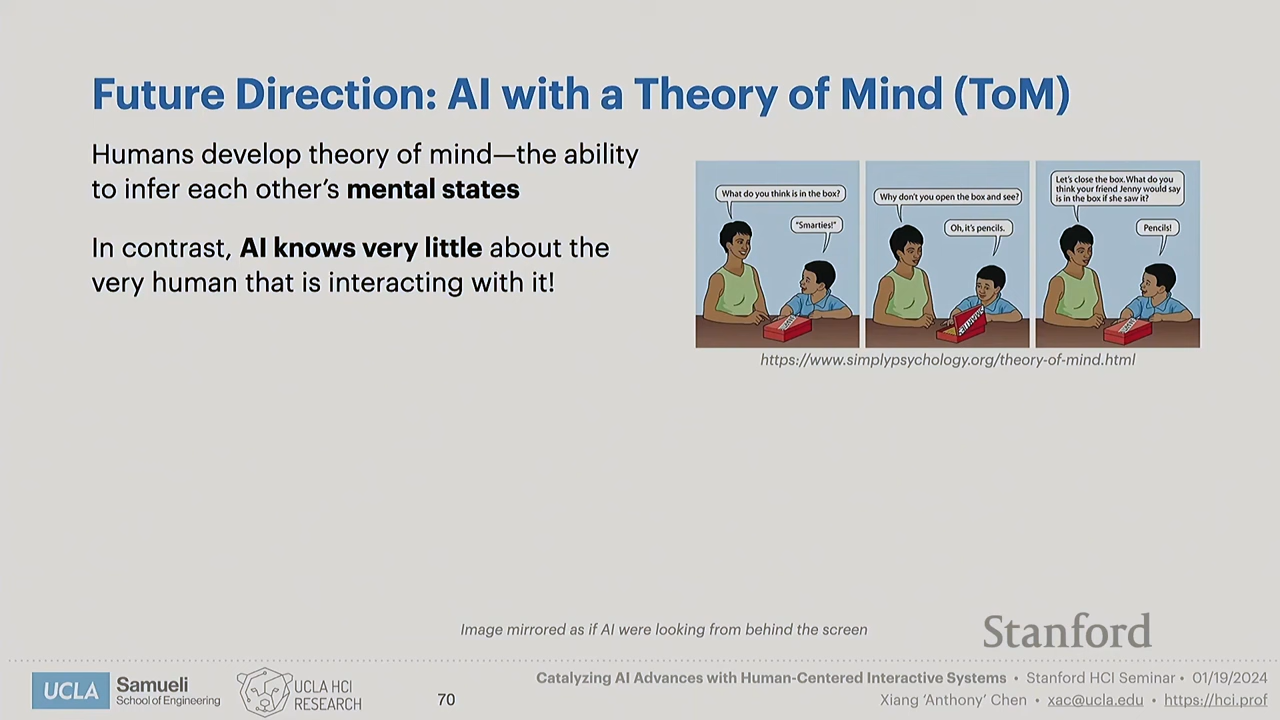 Future Direction: AI with a Theory of Mind (ToM)
Humans develop theory of mind—the ability
to infer each other’s mental states
In contrast, AI knows very little about the
very human that is interacting with it!
What do you think is in the box?
"Smarties!"
Why don't you open the box and see?
Oh, it's pencils.
Let's close the box. What do you
think your friend Jenny would say
is in the box if she saw it?
Pencils!
https://www.simplypsychology.org/theory-of-mind.html
Image mirrored as if AI were looking from behind the screen
Stanford
UCLA
Samueli
School of Engineering
UCLA HCI
RESEARCH
70
Catalyzing AI Advances with Human-Centered Interactive Systems • Stanford HCI Seminar • 01/19/2024
Xiang ‘Anthony’ Chen • xac@ucla.edu • https://hci.prof